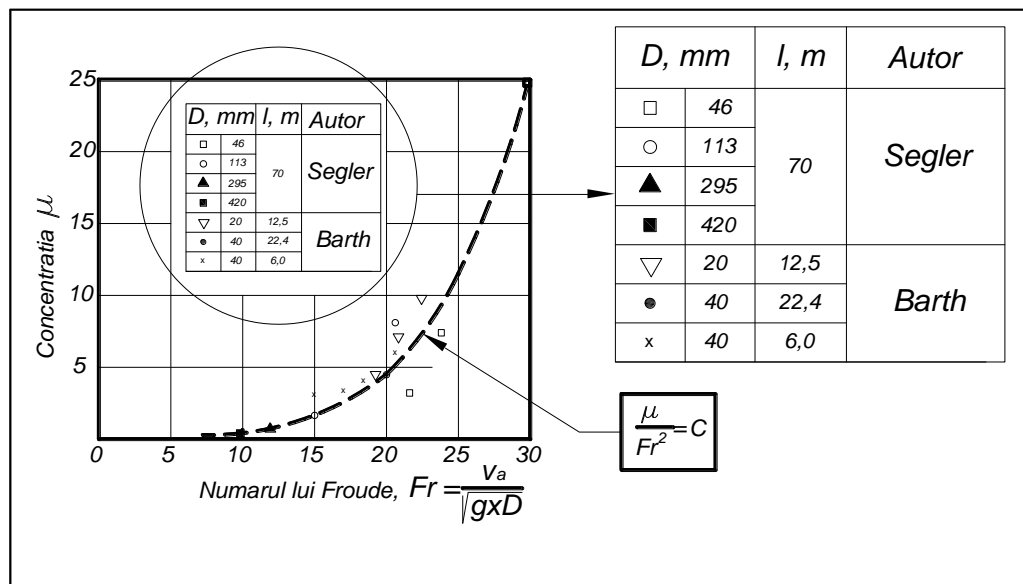 25
20
15
10
5
0 5 10 15 20 25 30
Concentratia μ
Numarul lui Froude, Fr = va / √gxD
D, mm l, m Autor
□ 46
○ 113
▲ 295
■ 420
70
Segler
▽ 20 12,5
● 40 22,4
x 40 6,0
Barth
D, mm l, m Autor
□ 46
○ 113
▲ 295
■ 420
70
Segler
▽ 20 12,5
● 40 22,4
x 40 6,0
Barth
μ / Fr² = C